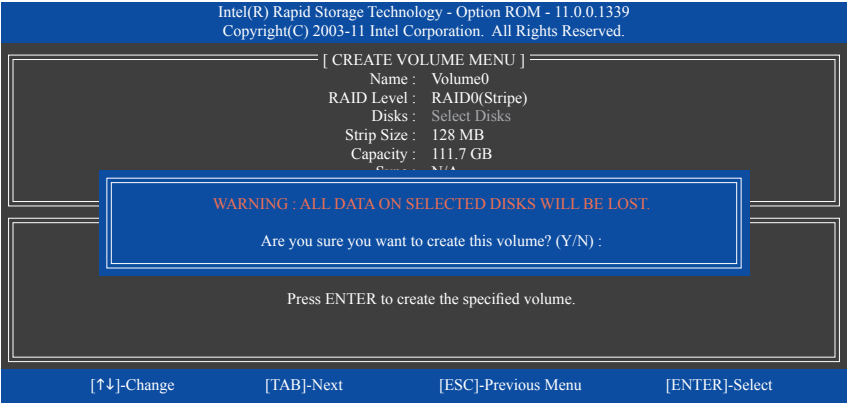 Intel(R) Rapid Storage Technology - Option ROM - 11.0.0.1339
Copyright(C) 2003-11 Intel Corporation.  All Rights Reserved.
[ CREATE VOLUME MENU ]
Name : Volume0
RAID Level : RAID0(Stripe)
Disks : Select Disks
Strip Size : 128 MB
Capacity : 111.7 GB
Sync : N/A
WARNING : ALL DATA ON SELECTED DISKS WILL BE LOST.
Are you sure you want to create this volume? (Y/N) :
Press ENTER to create the specified volume.
[↑↓]-Change [TAB]-Next [ESC]-Previous Menu [ENTER]-Select